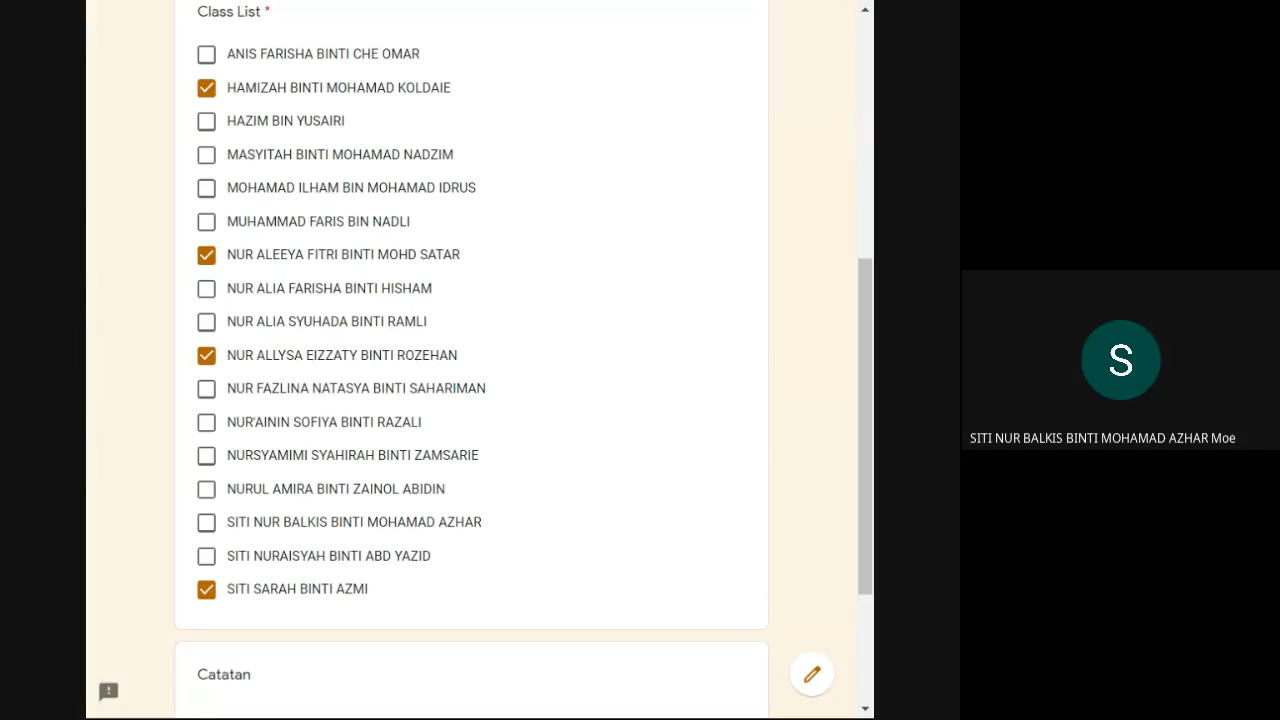 Class List *
ANIS FARISHA BINTI CHE OMAR
HAMIZAH BINTI MOHAMAD KOLDAIE
HAZIM BIN YUSAIRI
MASYITAH BINTI MOHAMAD NADZIM
MOHAMAD ILHAM BIN MOHAMAD IDRUS
MUHAMMAD FARIS BIN NADLI
NUR ALEEYA FITRI BINTI MOHD SATAR
NUR ALIA FARISHA BINTI HISHAM
NUR ALIA SYUHADA BINTI RAMLI
NUR ALLYSA EIZZATY BINTI ROZEHAN
NUR FAZLINA NATASYA BINTI SAHARIMAN
NUR'AININ SOFIYA BINTI RAZALI
NURSYAMIMI SYAHIRAH BINTI ZAMSARIE
NURUL AMIRA BINTI ZAINOL ABIDIN
SITI NUR BALKIS BINTI MOHAMAD AZHAR
SITI NURAISYAH BINTI ABD YAZID
SITI SARAH BINTI AZMI
Catatan
S
SITI NUR BALKIS BINTI MOHAMAD AZHAR Moe